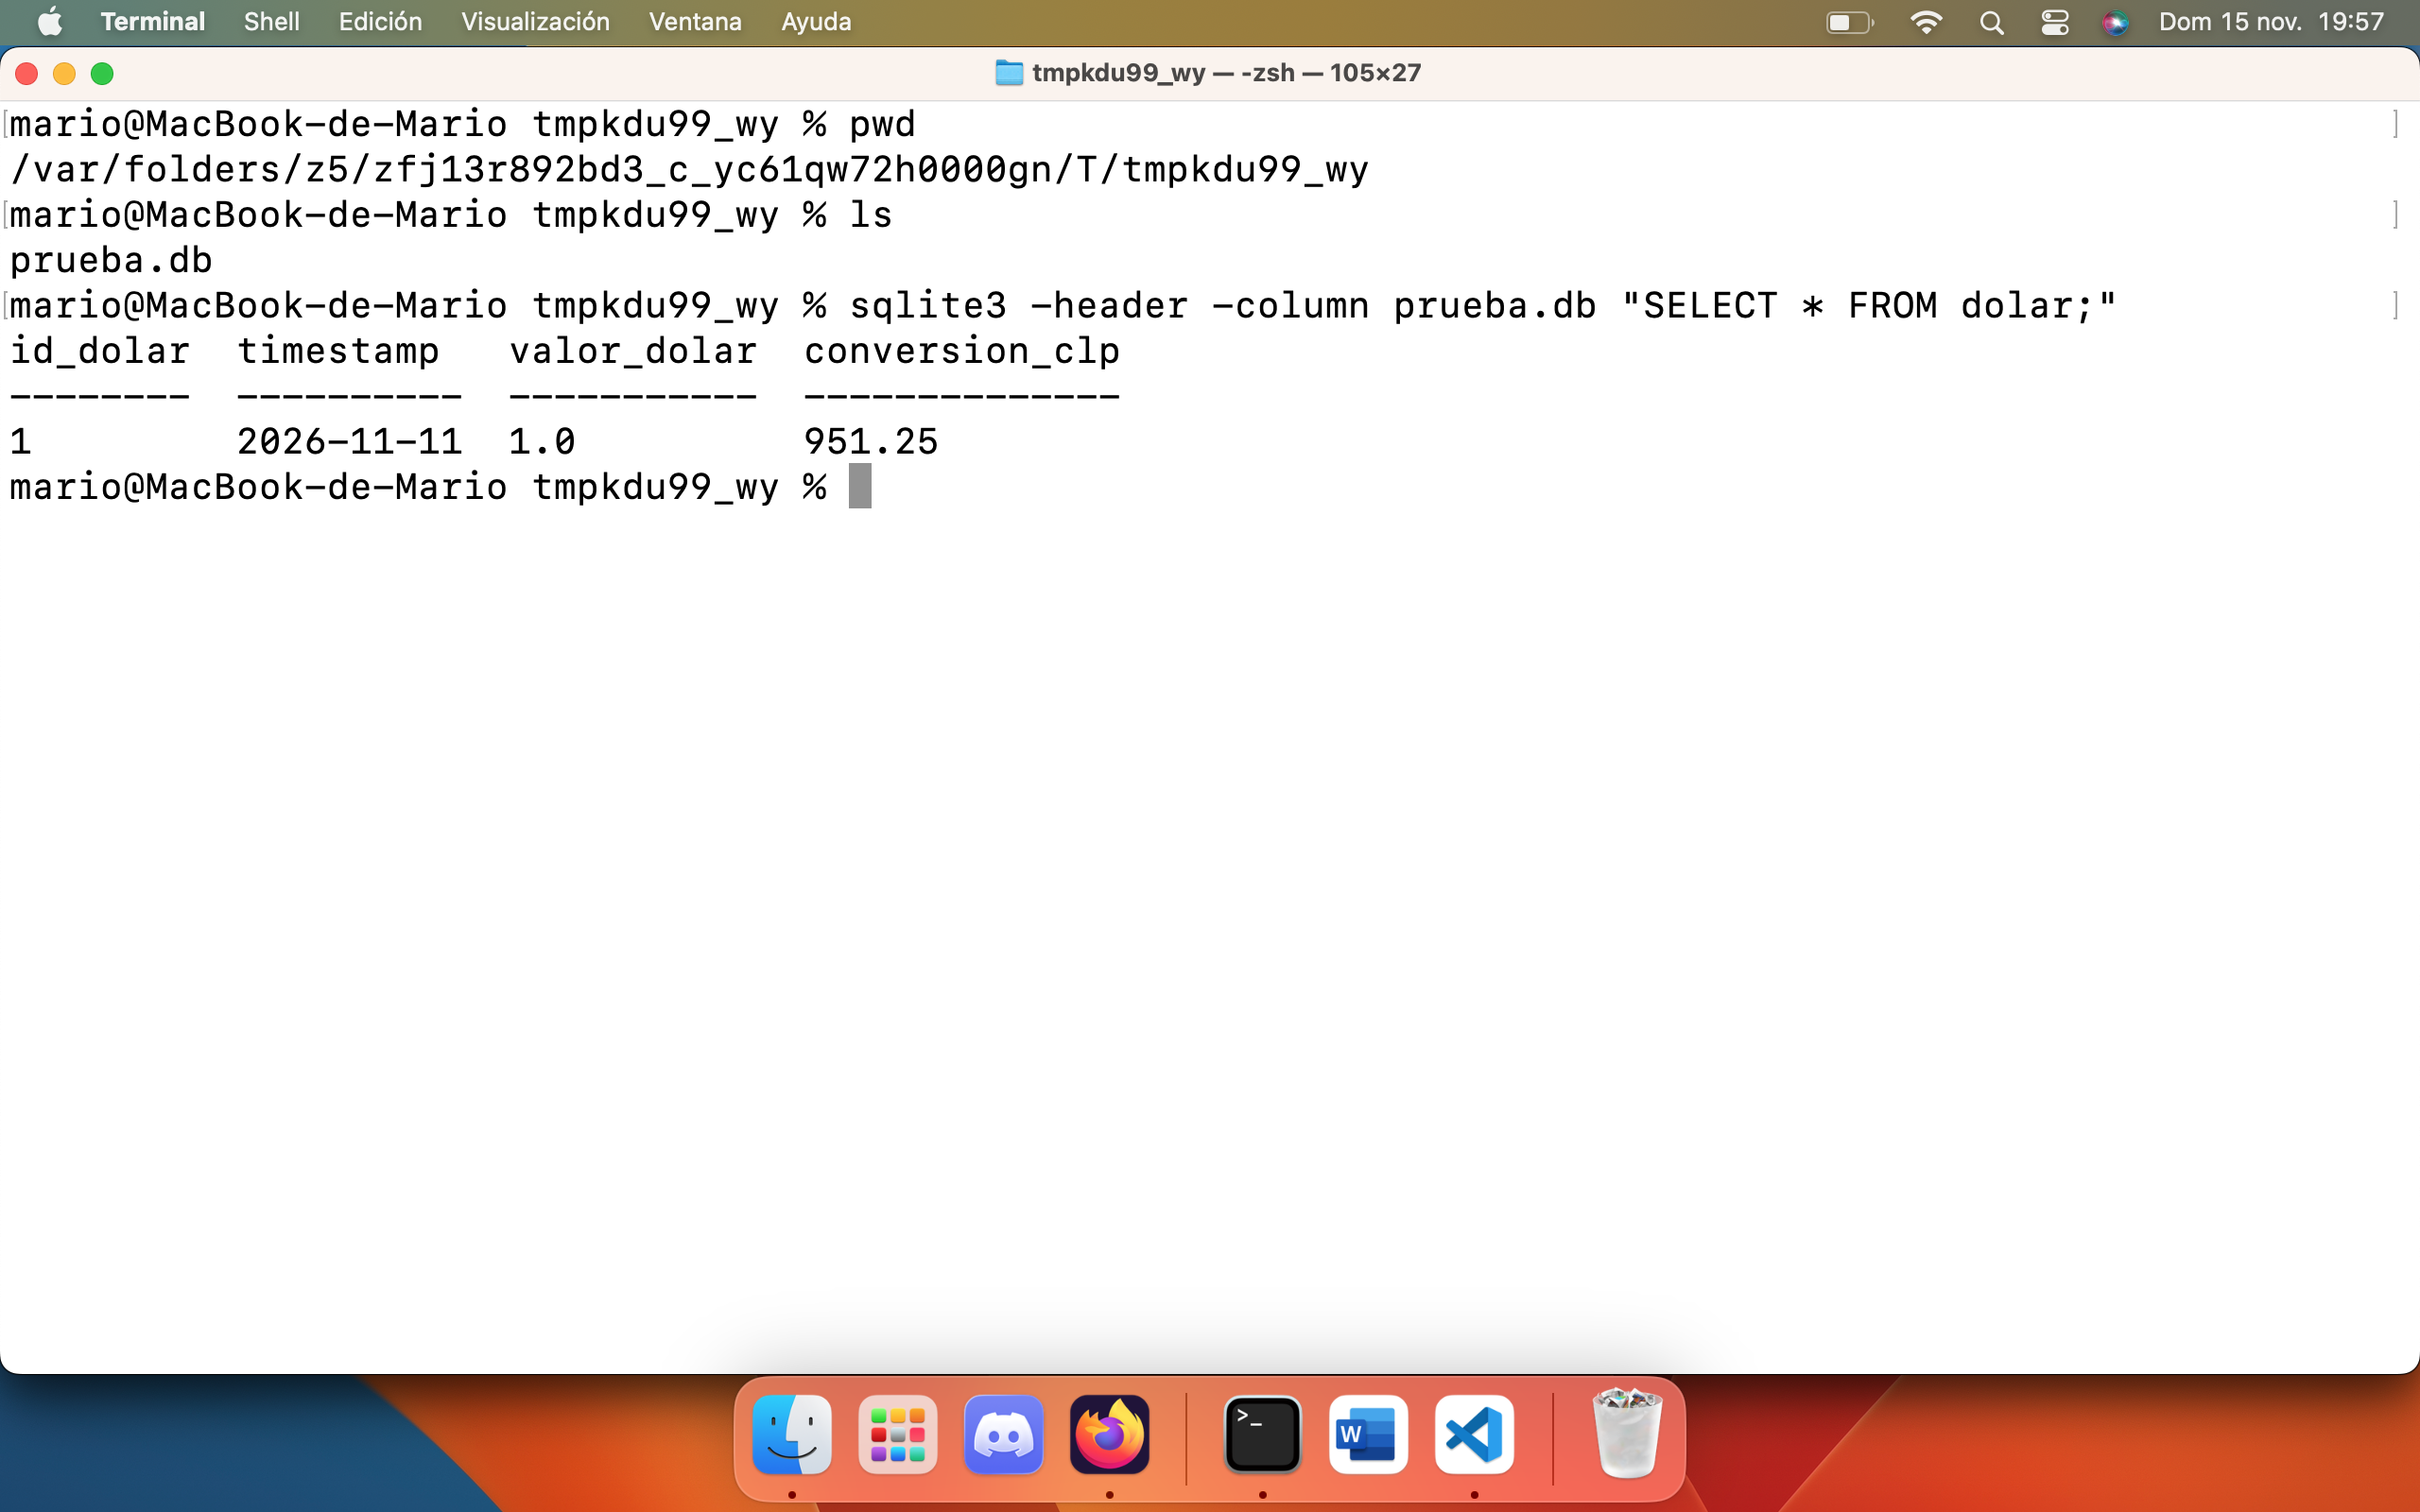 Terminal Shell Edición Visualización Ventana Ayuda Dom 15 nov. 19:57
tmpkdu99_wy — -zsh — 105×27
[mario@MacBook-de-Mario tmpkdu99_wy % pwd ]
/var/folders/z5/zfj13r892bd3_c_yc61qw72h0000gn/T/tmpkdu99_wy
[mario@MacBook-de-Mario tmpkdu99_wy % ls ]
prueba.db
[mario@MacBook-de-Mario tmpkdu99_wy % sqlite3 -header -column prueba.db "SELECT * FROM dolar;" ]
id_dolar  timestamp   valor_dolar  conversion_clp
--------  ----------  -----------  --------------
1         2026-11-11  1.0          951.25
mario@MacBook-de-Mario tmpkdu99_wy %
>_
W